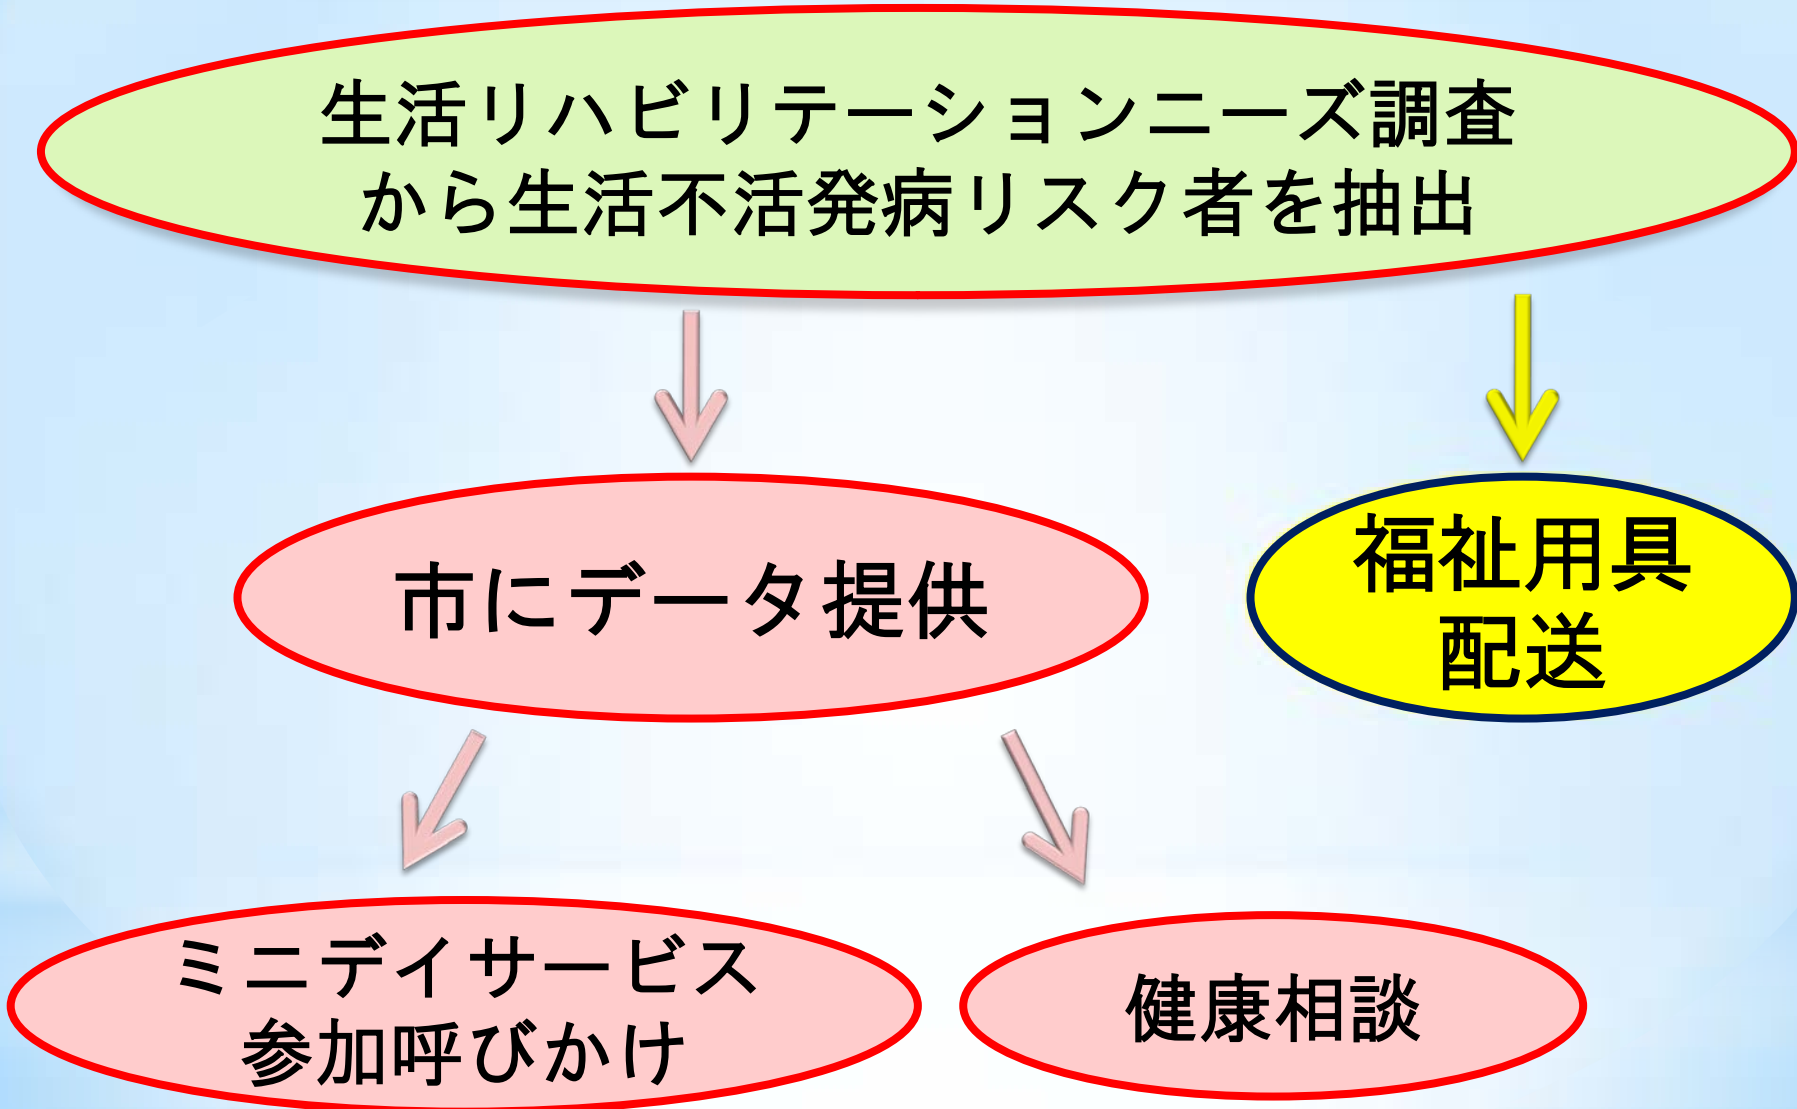 生活リハビリテーションニーズ調査
から生活不活発病リスク者を抽出
市にデータ提供
福祉用具
配送
ミニデイサービス
参加呼びかけ
健康相談